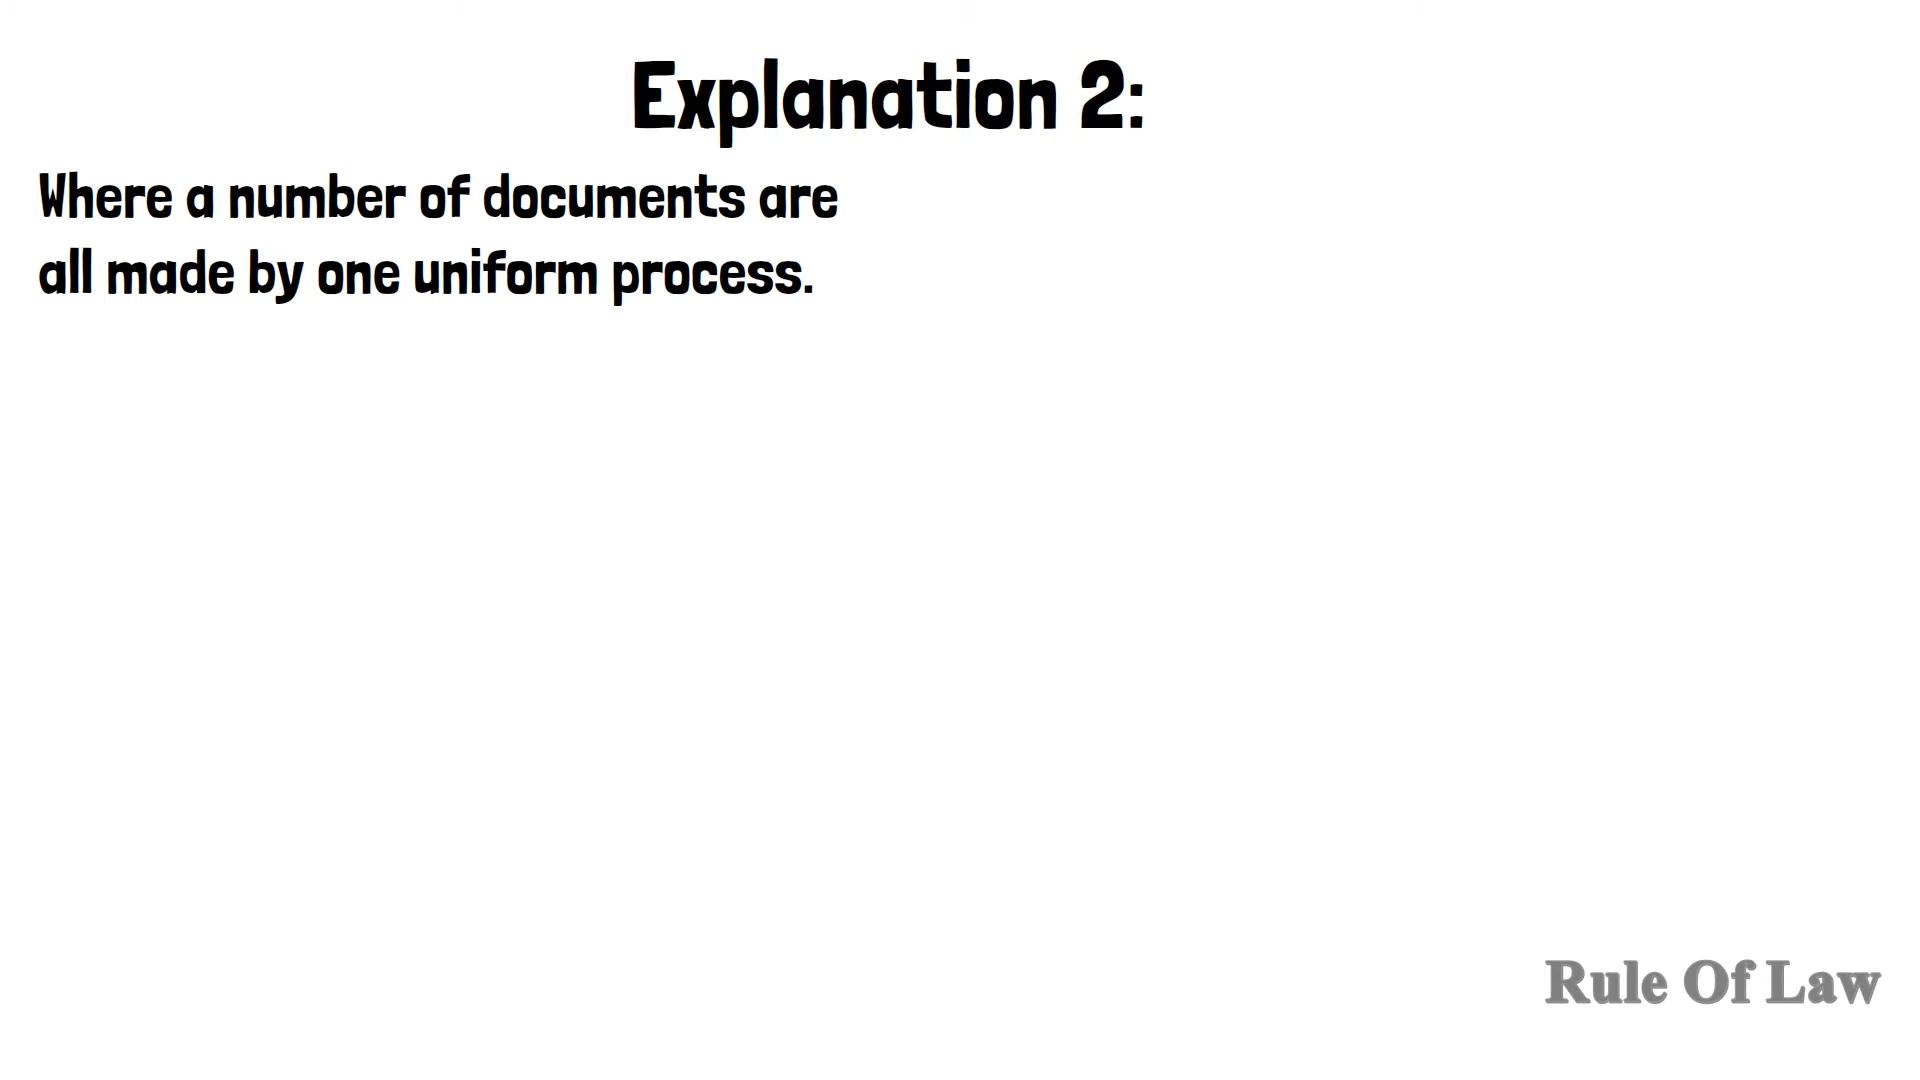 Explanation 2:
Where a number of documents are
all made by one uniform process.
Rule Of Law